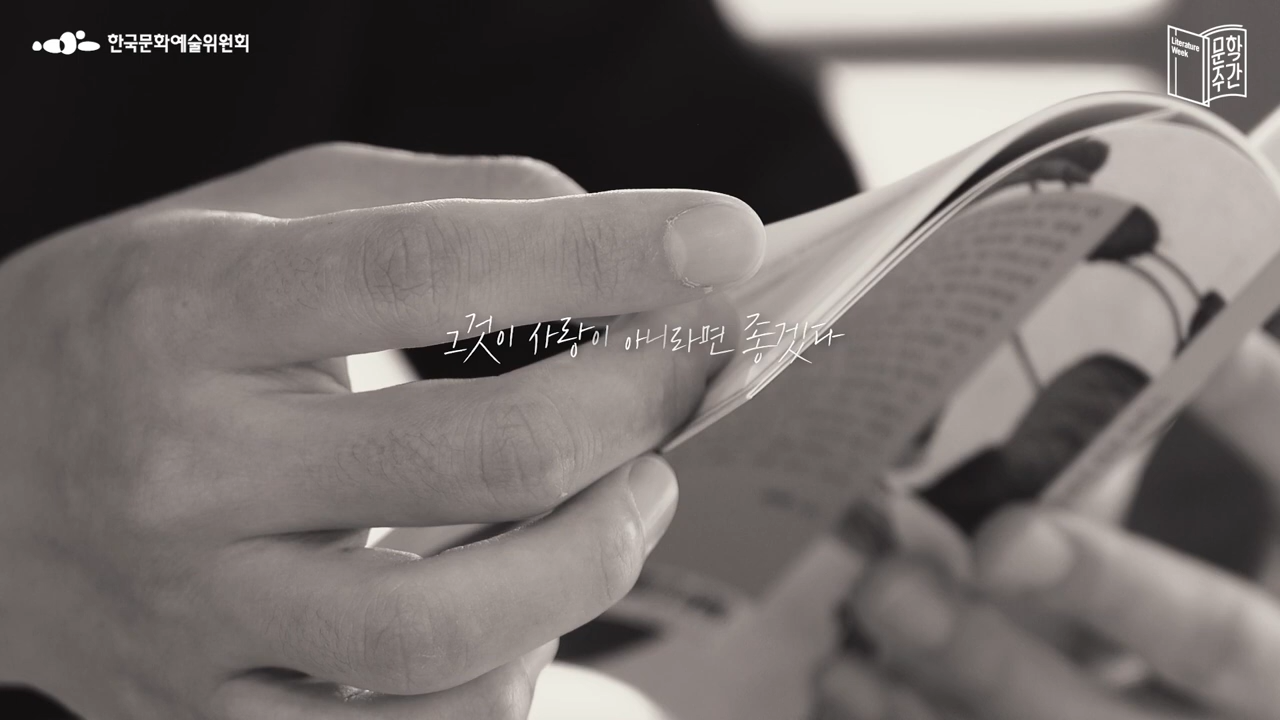 한국문화예술위원회
Literature
Week
문학
주간
그것이 사랑이 아니라면 좋겠다